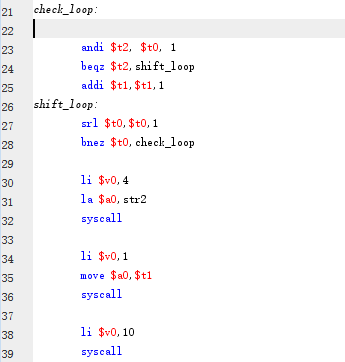 21 check_loop:
22
23 andi $t2, $t0, 1
24 beqz $t2,shift_loop
25 addi $t1,$t1,1
26 shift_loop:
27 srl $t0,$t0,1
28 bnez $t0,check_loop
29
30 li $v0,4
31 la $a0,str2
32 syscall
33
34 li $v0,1
35 move $a0,$t1
36 syscall
37
38 li $v0,10
39 syscall